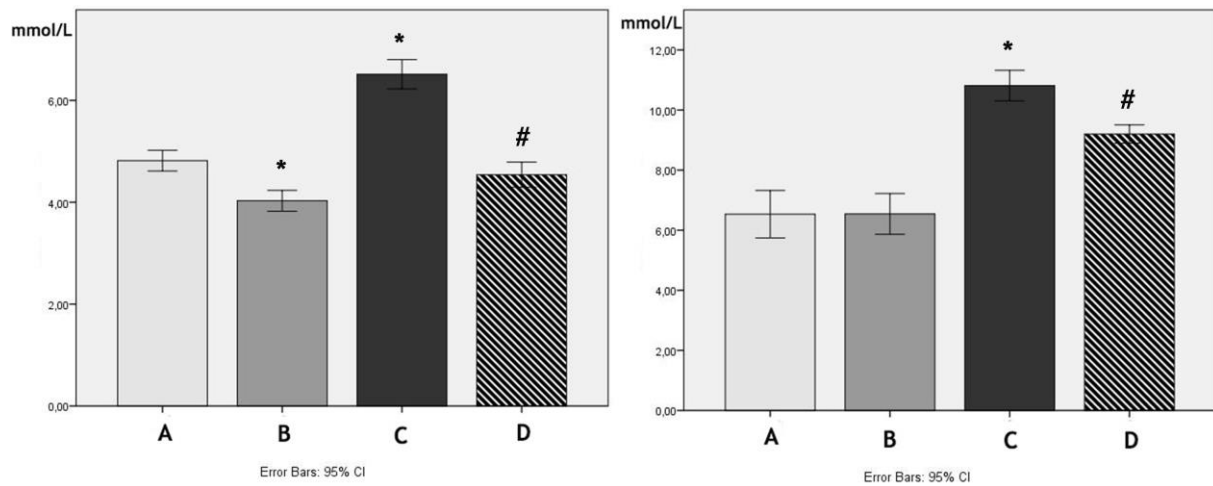 mmol/L
6,00
4,00
2,00
0,00
*
*
#
A B C D
Error Bars: 95% CI
mmol/L
12,00
10,00
8,00
6,00
4,00
2,00
0,00
*
#
A B C D
Error Bars: 95% CI